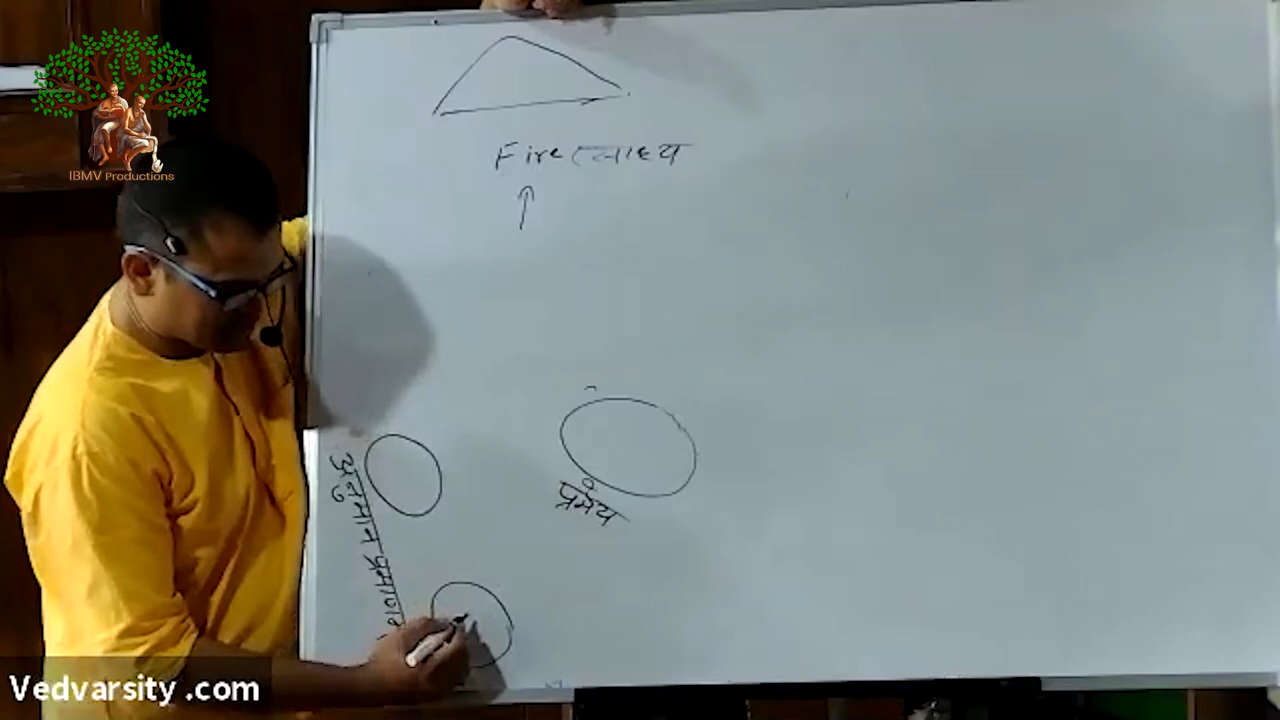 IBMV Productions
Fire साध्य
अनुमान प्रमाण
प्रमेय
Vedvarsity .com